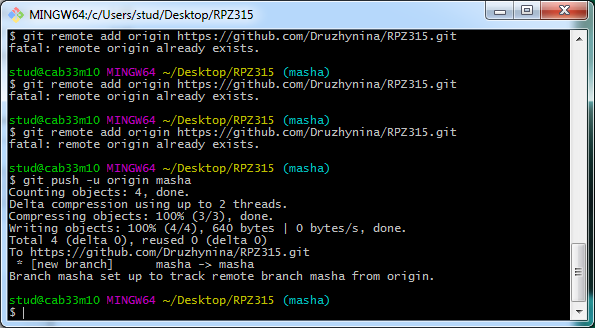 MINGW64:/c/Users/stud/Desktop/RPZ315
$ git remote add origin https://github.com/Druzhynina/RPZ315.git
fatal: remote origin already exists.
stud@cab33m10 MINGW64 ~/Desktop/RPZ315 (masha)
$ git remote add origin https://github.com/Druzhynina/RPZ315.git
fatal: remote origin already exists.
stud@cab33m10 MINGW64 ~/Desktop/RPZ315 (masha)
$ git remote add origin https://github.com/Druzhynina/RPZ315.git
fatal: remote origin already exists.
stud@cab33m10 MINGW64 ~/Desktop/RPZ315 (masha)
$ git push -u origin masha
Counting objects: 4, done.
Delta compression using up to 2 threads.
Compressing objects: 100% (3/3), done.
Writing objects: 100% (4/4), 640 bytes | 0 bytes/s, done.
Total 4 (delta 0), reused 0 (delta 0)
To https://github.com/Druzhynina/RPZ315.git
 * [new branch]      masha -> masha
Branch masha set up to track remote branch masha from origin.
stud@cab33m10 MINGW64 ~/Desktop/RPZ315 (masha)
$